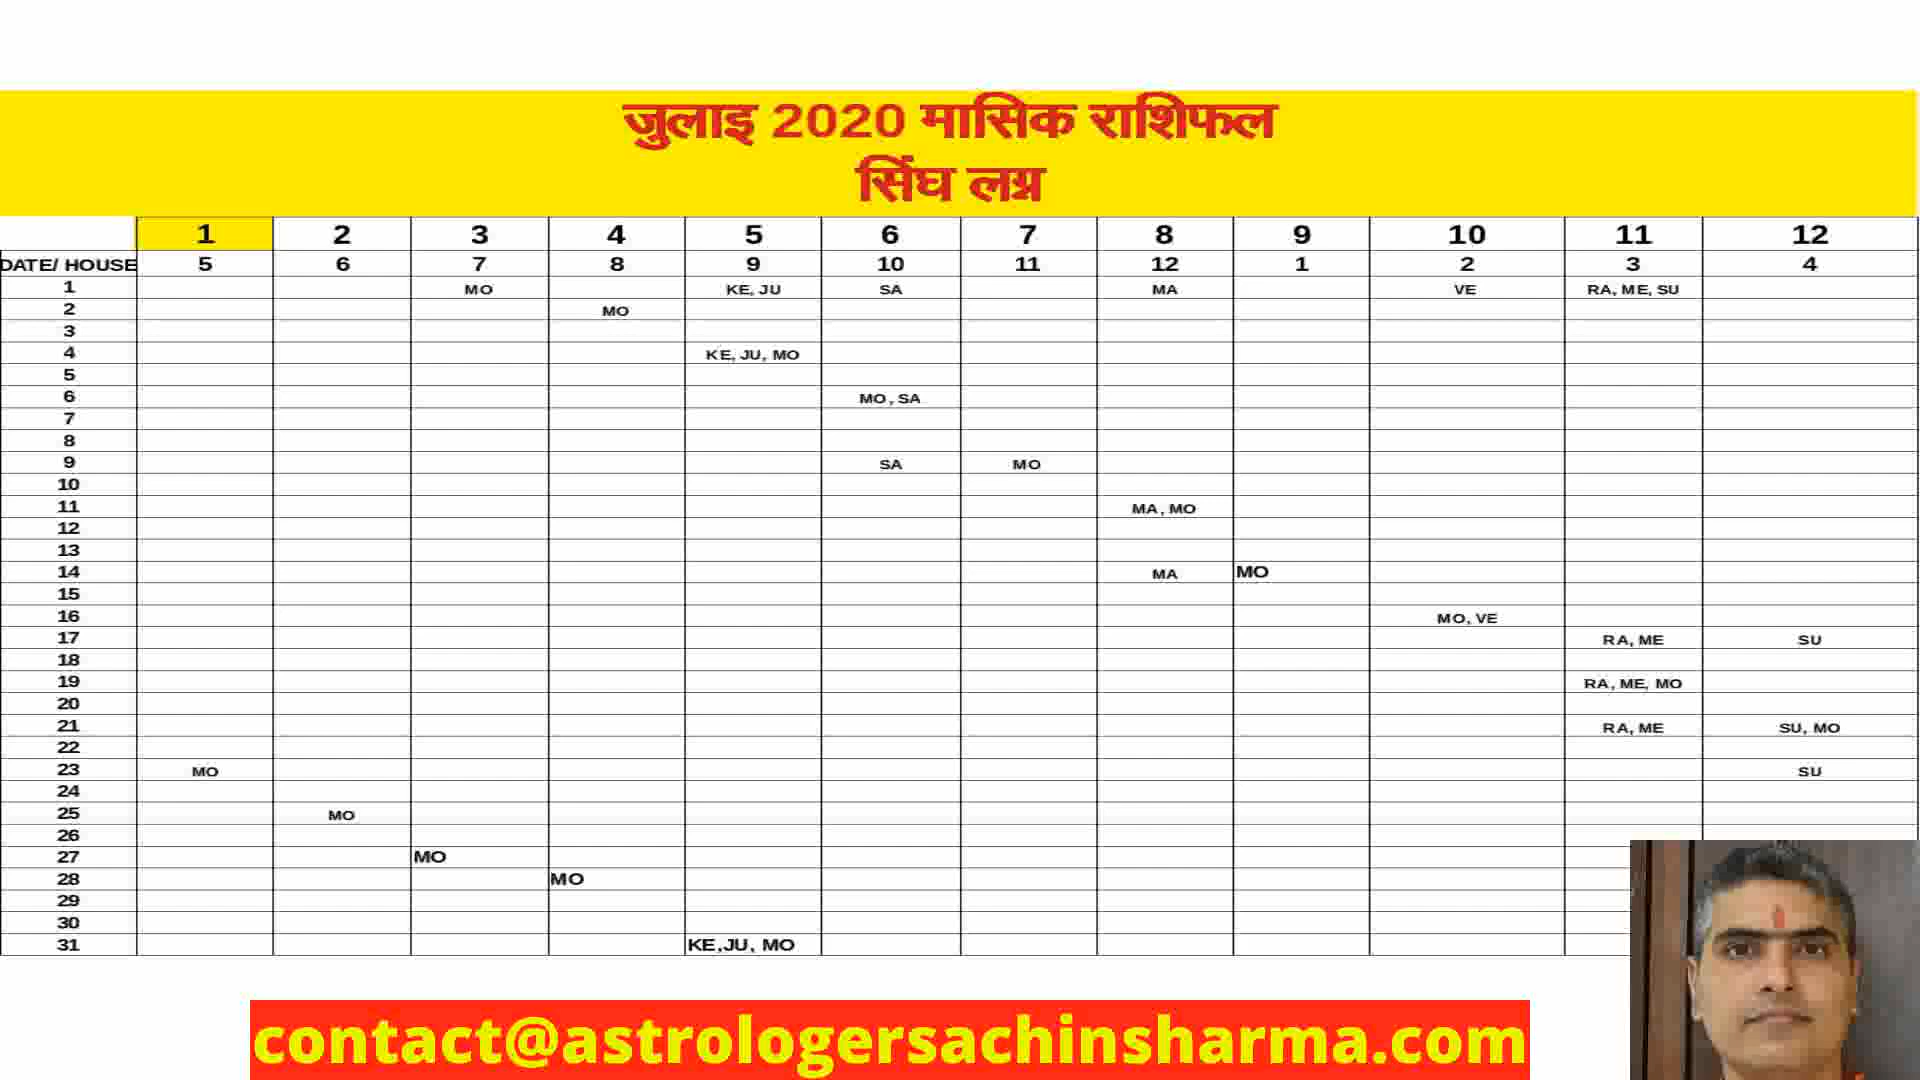 जुलाइ 2020 मासिक राशिफल
सिंघ लग्न
1 2 3 4 5 6 7 8 9 10 11 12
DATE/ HOUSE 5 6 7 8 9 10 11 12 1 2 3 4
1 MO KE, JU SA MA VE RA, ME, SU
2 MO
3
4 KE, JU, MO
5
6 MO, SA
7
8
9 SA MO
10
11 MA, MO
12
13
14 MA MO
15
16 MO, VE
17 RA, ME SU
18
19 RA, ME, MO
20
21 RA, ME SU, MO
22
23 MO SU
24
25 MO
26
27 MO
28 MO
29
30
31 KE,JU, MO
contact@astrologersachinsharma.com